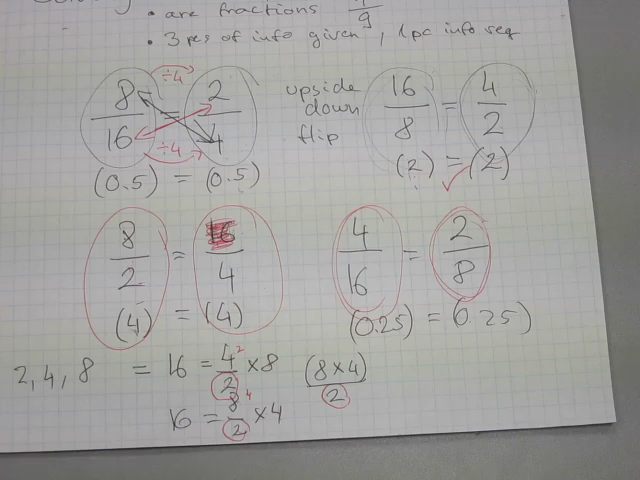 • are fractions /9
• 3 pcs of info given, 1 pc info req
÷4
8/16 = 2/4
÷4
(0.5) = (0.5)
upside down flip
16/8 = 4/2
(2) = (2) ✓
8/2 = 16/4
(4) = (4)
4/16 = 2/8
(0.25) = (0.25)
2, 4, 8 = 16 = 4/2 × 8 (8×4)/2
2
16 = 8/2 × 4
4